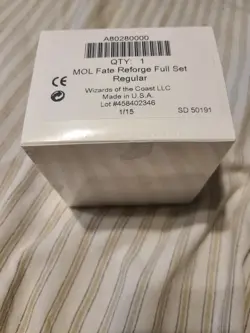 A80280000
QTY: 1
MOL Fate Reforge Full Set
Regular
CE
Wizards of the Coast LLC
Made in U.S.A.
Lot #458402346
1/15
SD 50191